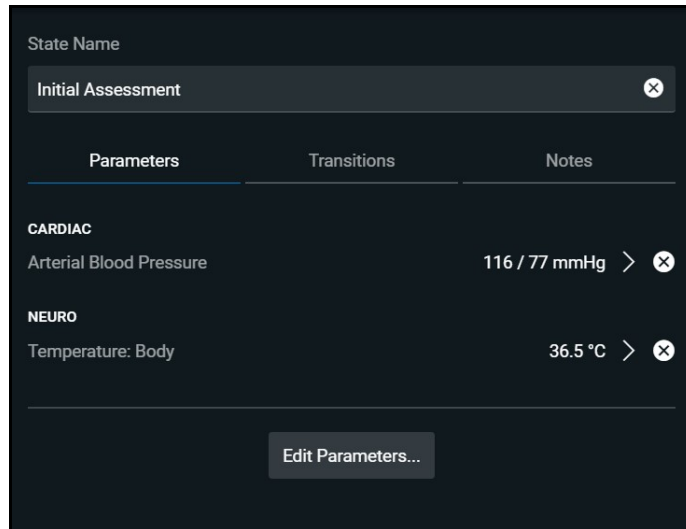 State Name
Initial Assessment
Parameters Transitions Notes
CARDIAC
Arterial Blood Pressure 116 / 77 mmHg
NEURO
Temperature: Body 36.5 °C
Edit Parameters...